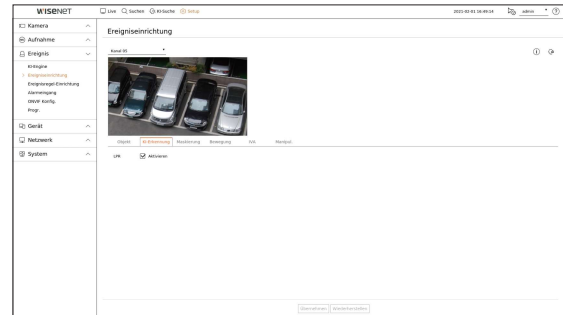 WISENET
Live Suchen KI-Suche Setup
2021-02-01 16:49:14 admin
Kamera
Aufnahme
Ereignis
KI-Engine
Ereigniseinrichtung
Ereignisregel-Einrichtung
Alarmeingang
ONVIF Konfig.
Progr.
Gerät
Netzwerk
System
Ereigniseinrichtung
Kanal 03
Objekt KI-Erkennung Maskierung Bewegung IVA Manipul
LPR Aktivieren
Übernehmen Wiederherstellen